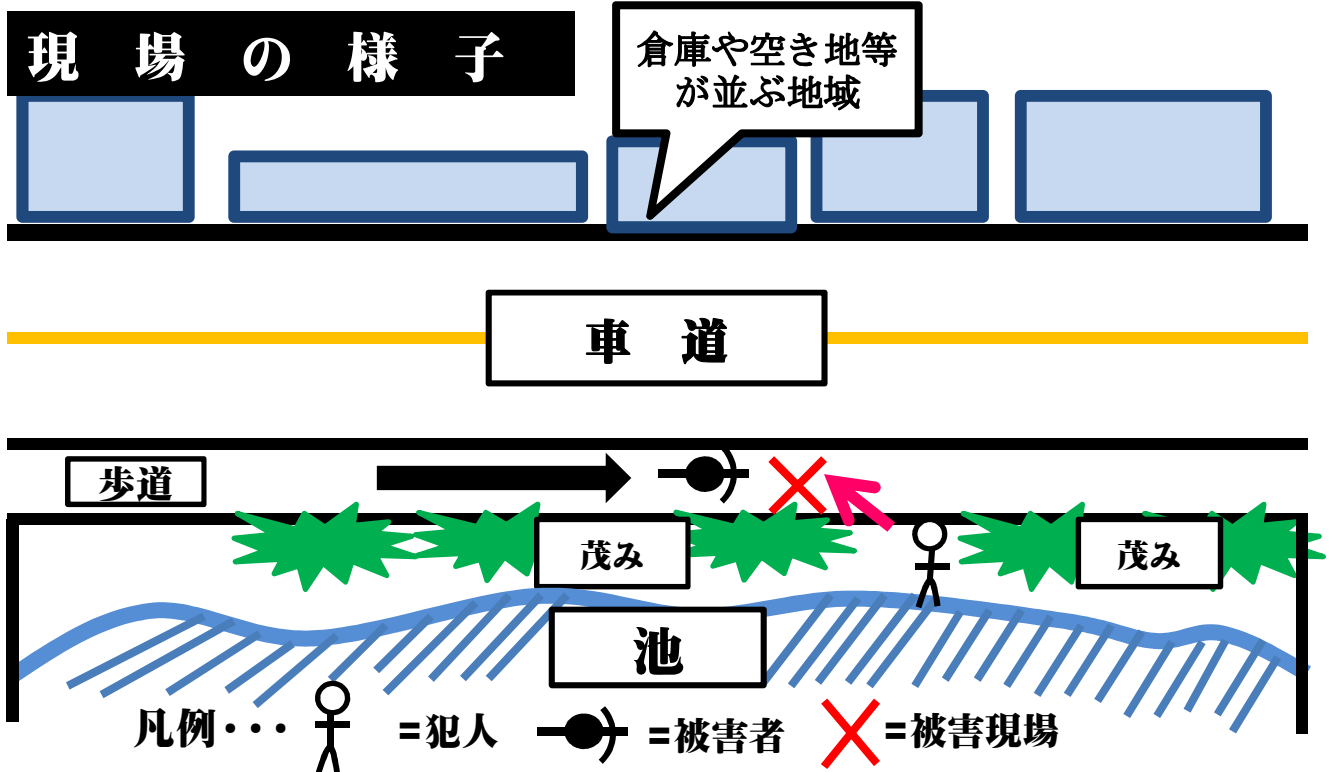 現場の様子
倉庫や空き地等
が並ぶ地域
車道
歩道
茂み
茂み
池
凡例・・・ =犯人 =被害者 =被害現場